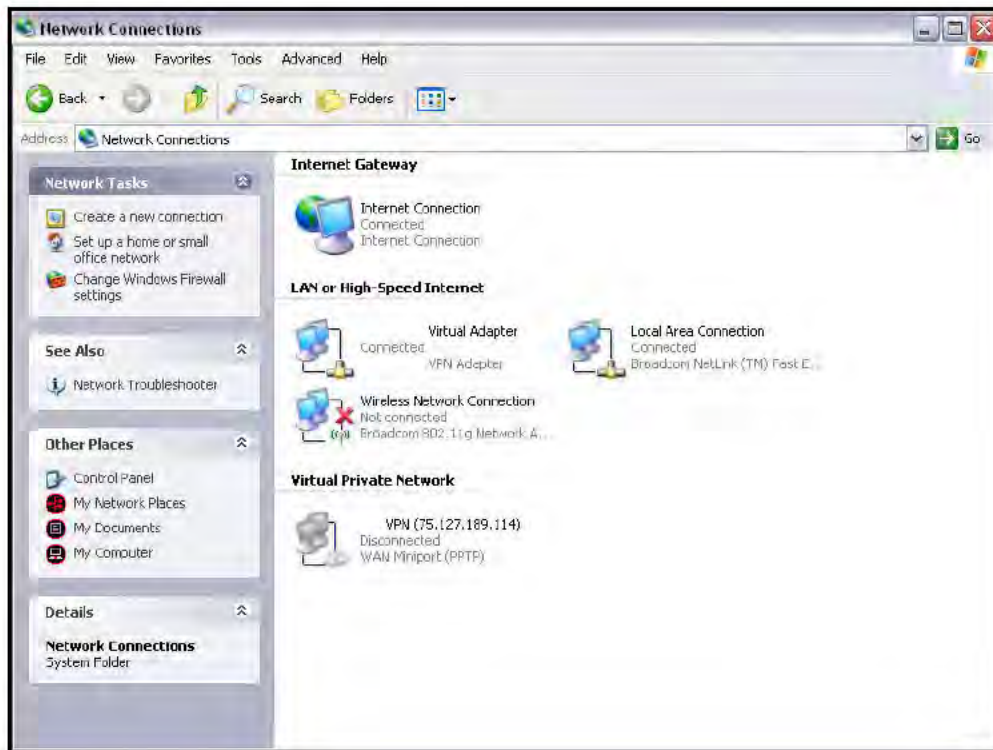 Network Connections
File Edit View Favorites Tools Advanced Help
Back Search Folders
Address Network Connections Go
Network Tasks
Create a new connection
Set up a home or small
office network
Change Windows Firewall
settings
See Also
Network Troubleshooter
Other Places
Control Panel
My Network Places
My Documents
My Computer
Details
Network Connections
System Folder
Internet Gateway
Internet Connection
Connected
Internet Connection
LAN or High-Speed Internet
Virtual Adapter
Connected
VPN Adapter
Local Area Connection
Connected
Broadcom NetLink (TM) Fast E...
Wireless Network Connection
Not connected
Broadcom 802.11g Network A...
Virtual Private Network
VPN (75.127.189.114)
Disconnected
WAN Miniport (PPTP)